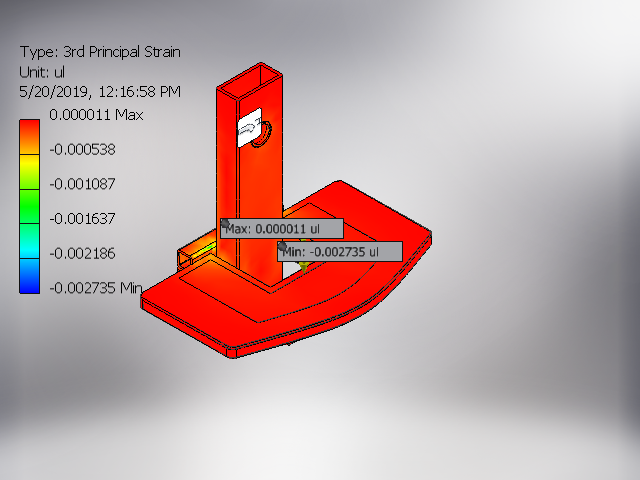 Type: 3rd Principal Strain
Unit: ul
5/20/2019, 12:16:58 PM
0.000011 Max
-0.000538
-0.001087
-0.001637
-0.002186
-0.002735 Min
Max: 0.000011 ul
Min: -0.002735 ul